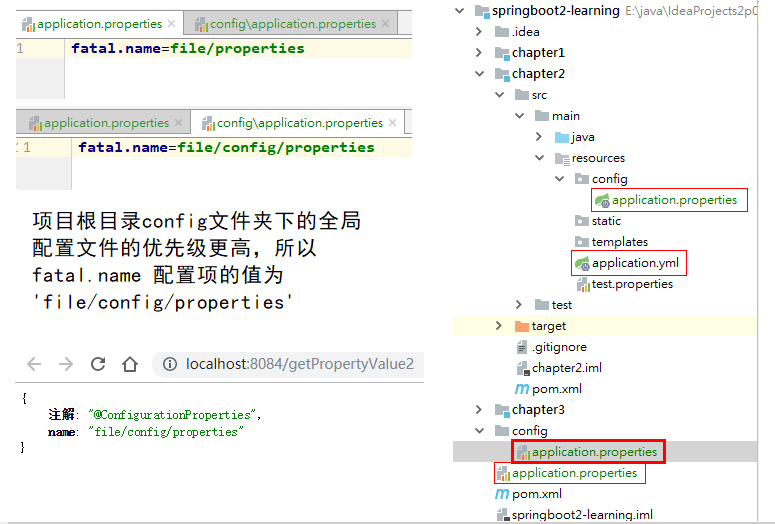 application.properties
config\application.properties
1
fatal.name=file/properties
application.properties
config\application.properties
1 1
fatal.name=file/config/properties
项目根目录config文件夹下的全局
配置文件的优先级更高，所以
fatal.name 配置项的值为
'file/config/properties'
localhost:8084/getPropertyValue2
{
注解: "@ConfigurationProperties",
name: "file/config/properties"
}
springboot2-learning E:\java\IdeaProjects2p0
.idea
chapter1
chapter2
src
main
java
resources
config
application.properties
static
templates
application.yml
test.properties
test
target
.gitignore
chapter2.iml
pom.xml
chapter3
config
application.properties
application.properties
pom.xml
springboot2-learning.iml